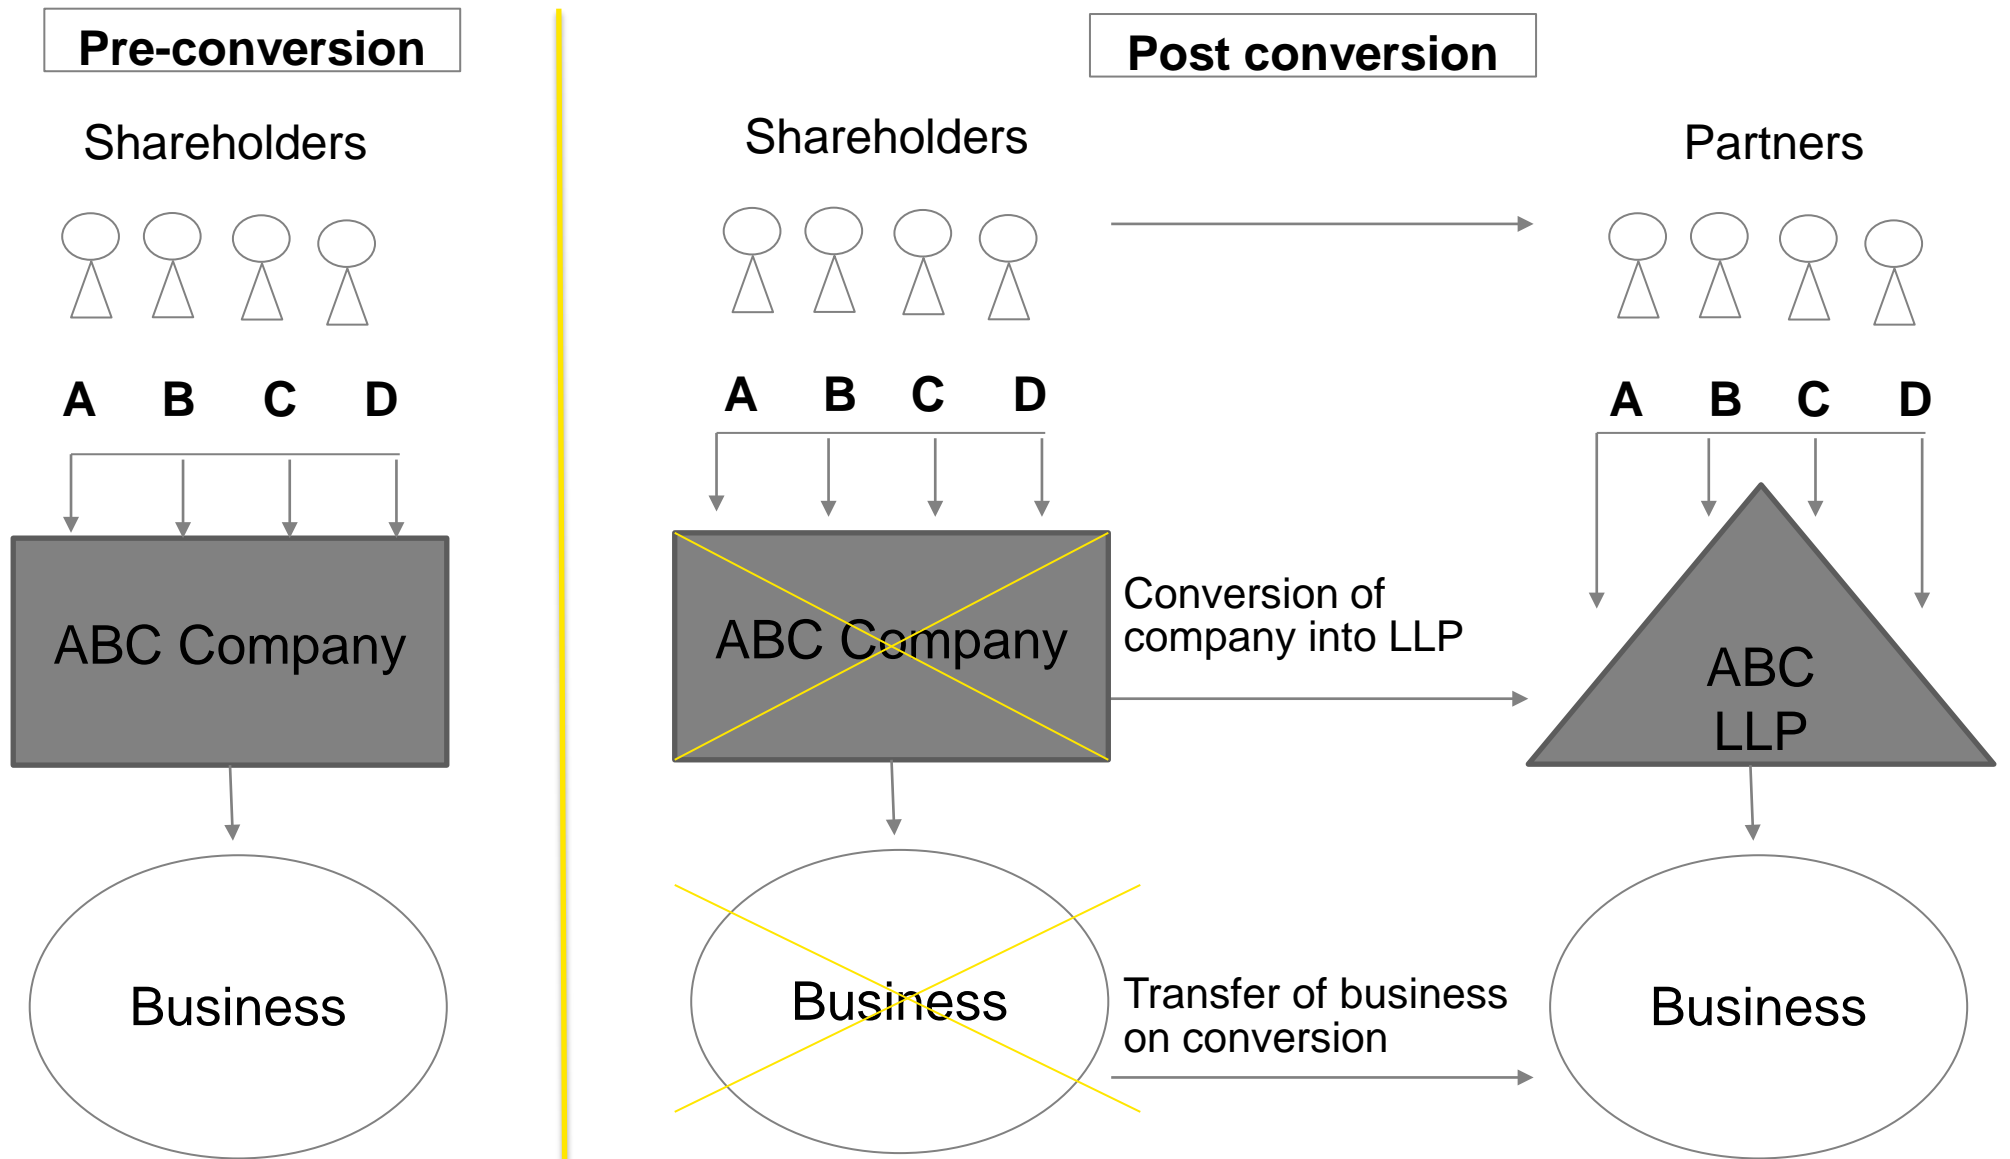 Pre-conversion
Shareholders
A B C D
ABC Company
Business
Post conversion
Shareholders
A B C D
ABC Company
Business
Conversion of
company into LLP
Transfer of business
on conversion
Partners
A B C D
ABC
LLP
Business